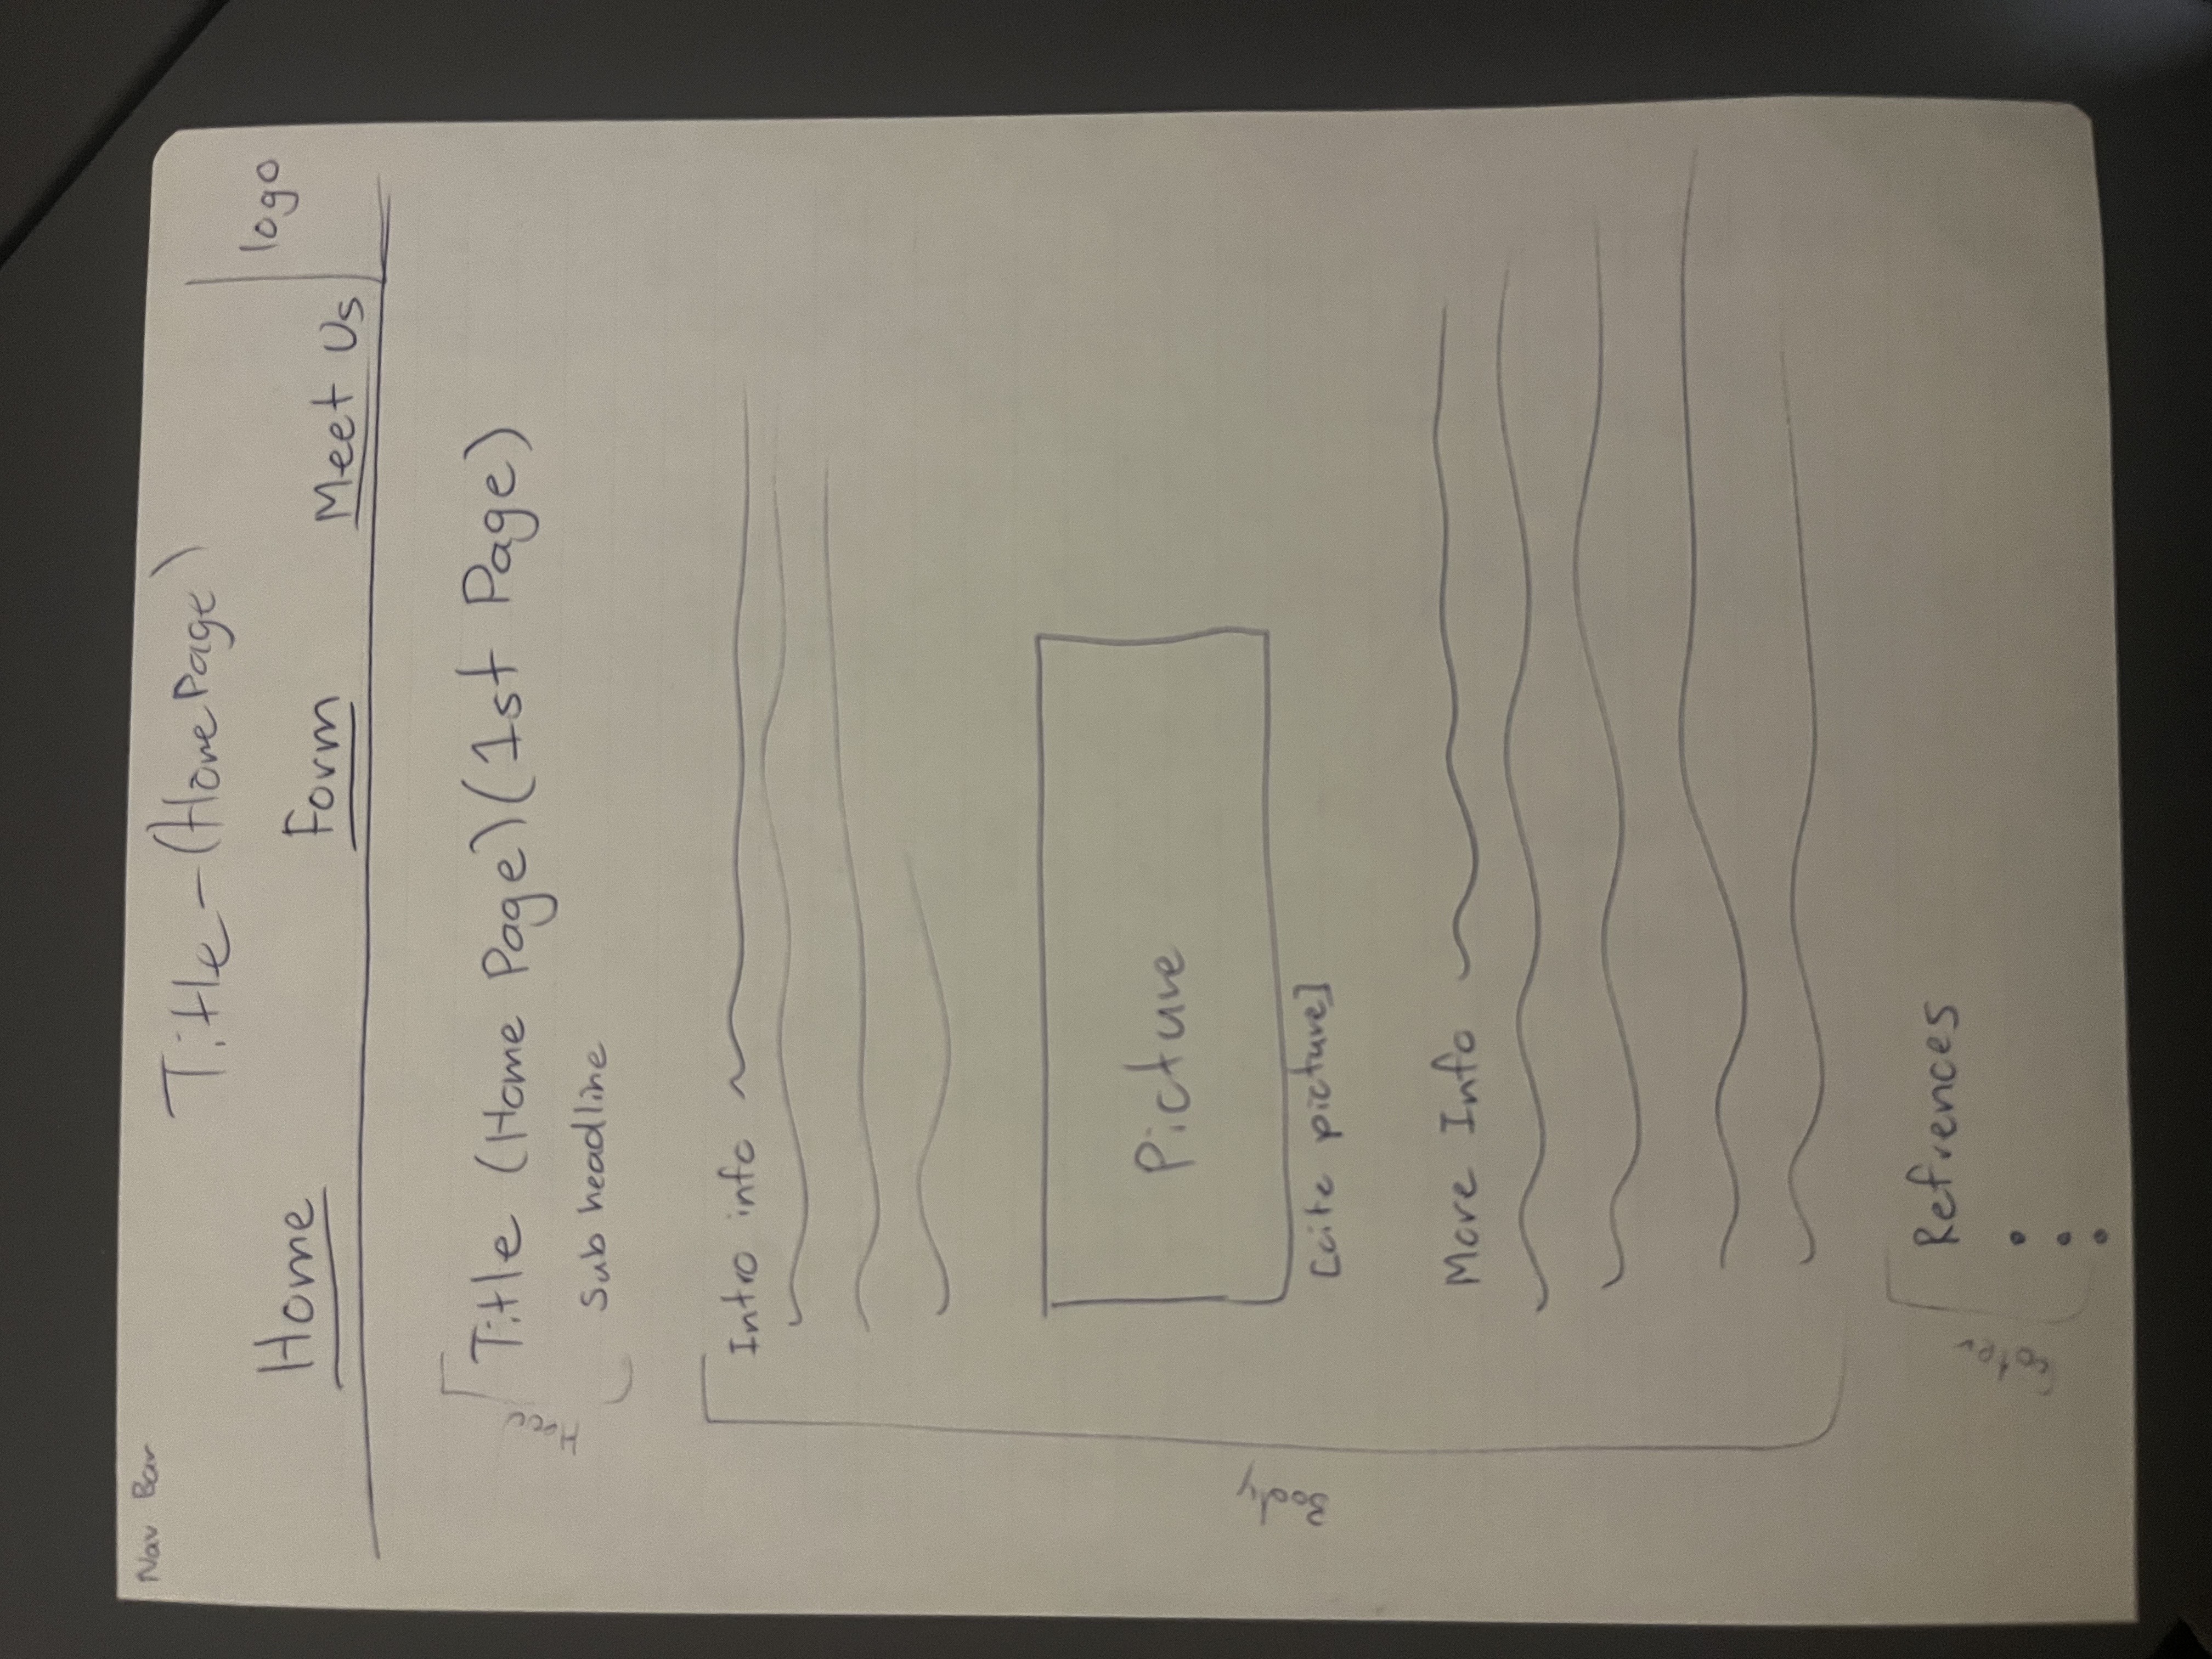 Nav Bar
Title - (Home Page)
Home Form Meet Us logo
Title (Home Page) (1st Page)
Sub headline
Intro info
Body
Picture
[cite picture]
More Info
Refrences
Footer